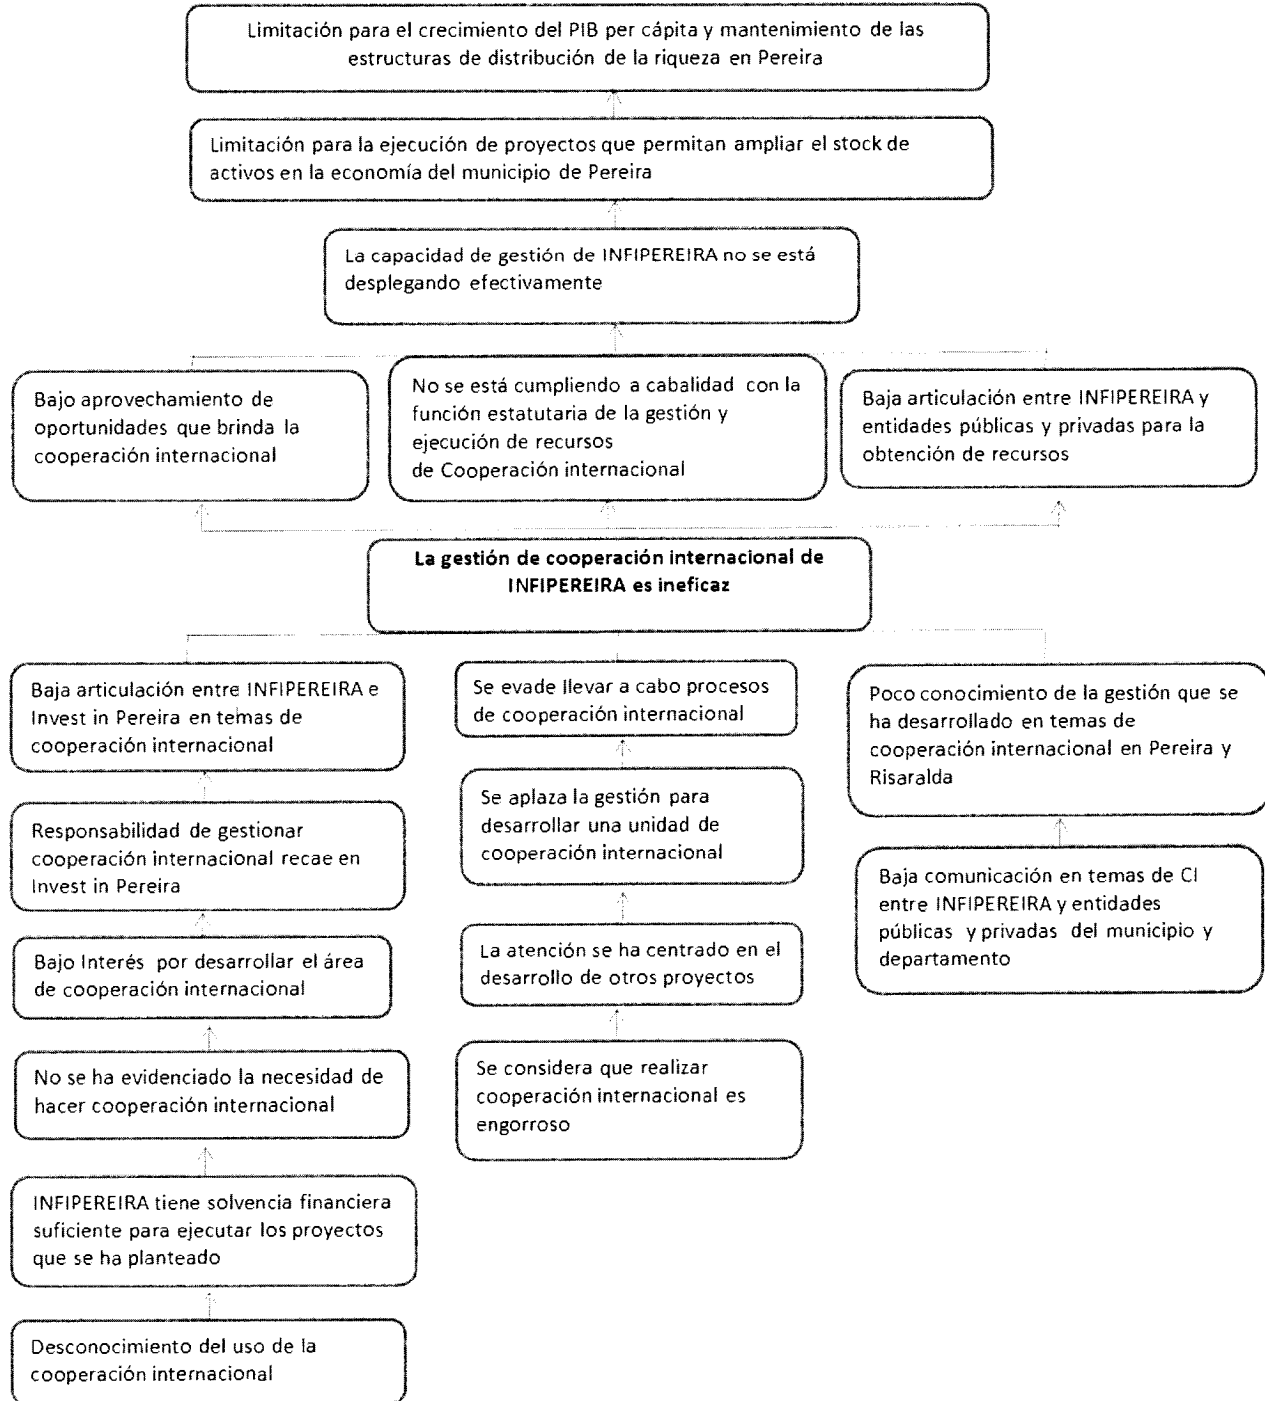 Limitación para el crecimiento del PIB per cápita y mantenimiento de las
estructuras de distribución de la riqueza en Pereira
Limitación para la ejecución de proyectos que permitan ampliar el stock de
activos en la economía del municipio de Pereira
La capacidad de gestión de INFIPEREIRA no se está
desplegando efectivamente
Bajo aprovechamiento de
oportunidades que brinda la
cooperación internacional
No se está cumpliendo a cabalidad con la
función estatutaria de la gestión y
ejecución de recursos
de Cooperación internacional
Baja articulación entre INFIPEREIRA y
entidades públicas y privadas para la
obtención de recursos
La gestión de cooperación internacional de
INFIPEREIRA es ineficaz
Baja articulación entre INFIPEREIRA e
Invest in Pereira en temas de
cooperación internacional
Responsabilidad de gestionar
cooperación internacional recae en
Invest in Pereira
Bajo Interés por desarrollar el área
de cooperación internacional
No se ha evidenciado la necesidad de
hacer cooperación internacional
INFIPEREIRA tiene solvencia financiera
suficiente para ejecutar los proyectos
que se ha planteado
Desconocimiento del uso de la
cooperación internacional
Se evade llevar a cabo procesos
de cooperación internacional
Se aplaza la gestión para
desarrollar una unidad de
cooperación internacional
La atención se ha centrado en el
desarrollo de otros proyectos
Se considera que realizar
cooperación internacional es
engorroso
Poco conocimiento de la gestión que se
ha desarrollado en temas de
cooperación internacional en Pereira y
Risaralda
Baja comunicación en temas de CI
entre INFIPEREIRA y entidades
públicas y privadas del municipio y
departamento